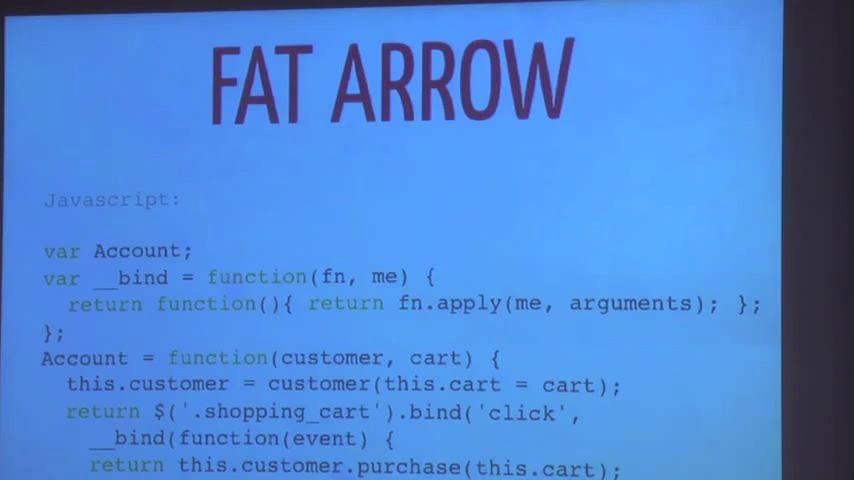 FAT ARROW
Javascript:
var Account;
var __bind = function(fn, me) {
return function(){ return fn.apply(me, arguments); };
};
Account = function(customer, cart) {
this.customer = customer(this.cart = cart);
return $('.shopping_cart').bind('click',
__bind(function(event) {
return this.customer.purchase(this.cart);